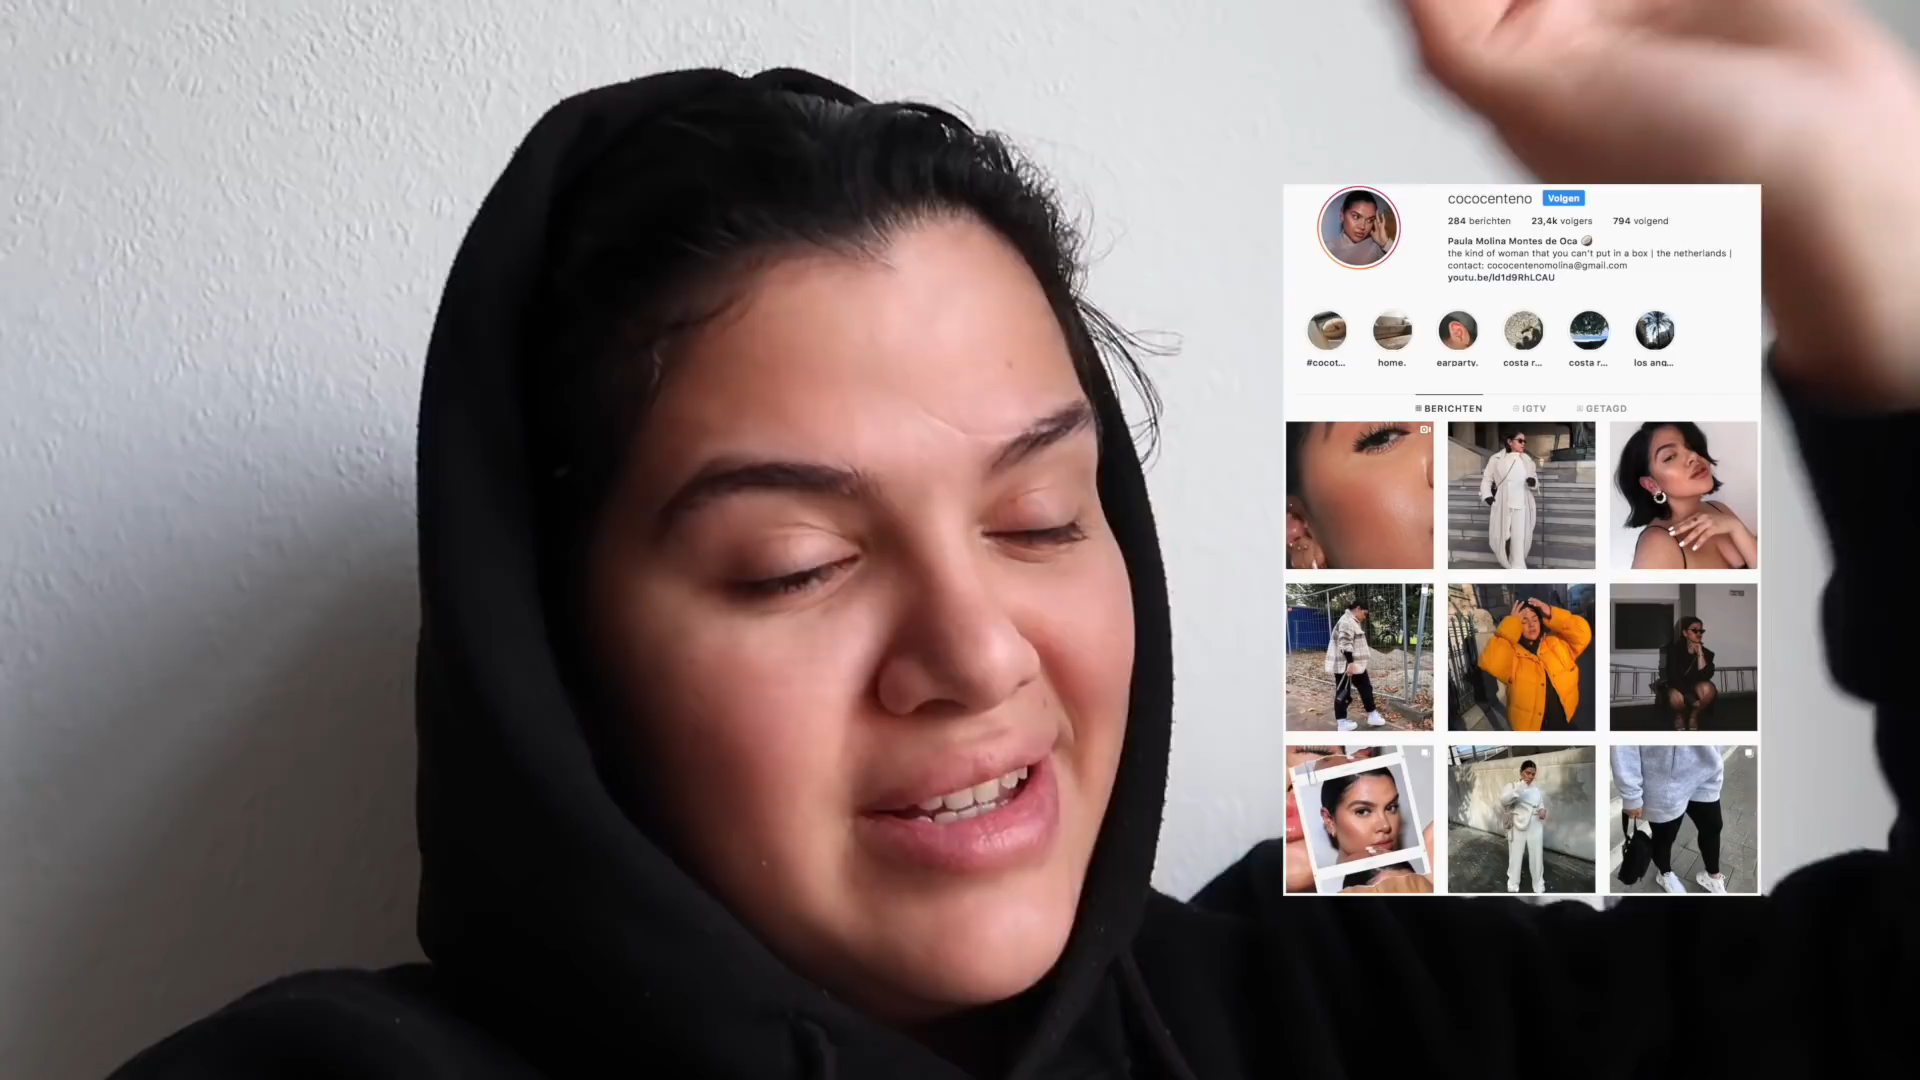 cococenteno Volgen
284 berichten 23,4k volgers 794 volgend
Paula Molina Montes de Oca
the kind of woman that you can't put in a box | the netherlands |
contact: cococentenomolina@gmail.com
youtu.be/ld1d9RhLCAU
#cocot... home. earparty. costa r... costa r... los ang...
BERICHTEN IGTV GETAGD